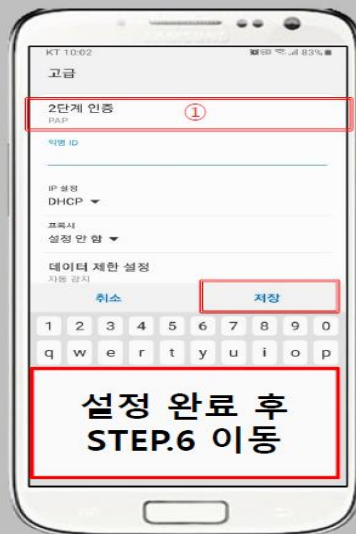 KT 10:02
83%
고급
2단계 인증
①
PAP
익명 ID
IP 설정
DHCP
프록시
설정 안 함
데이터 제한 설정
자동 감지
취소 저장
1 2 3 4 5 6 7 8 9 0
q w e r t y u i o p
설정 완료 후
STEP.6 이동